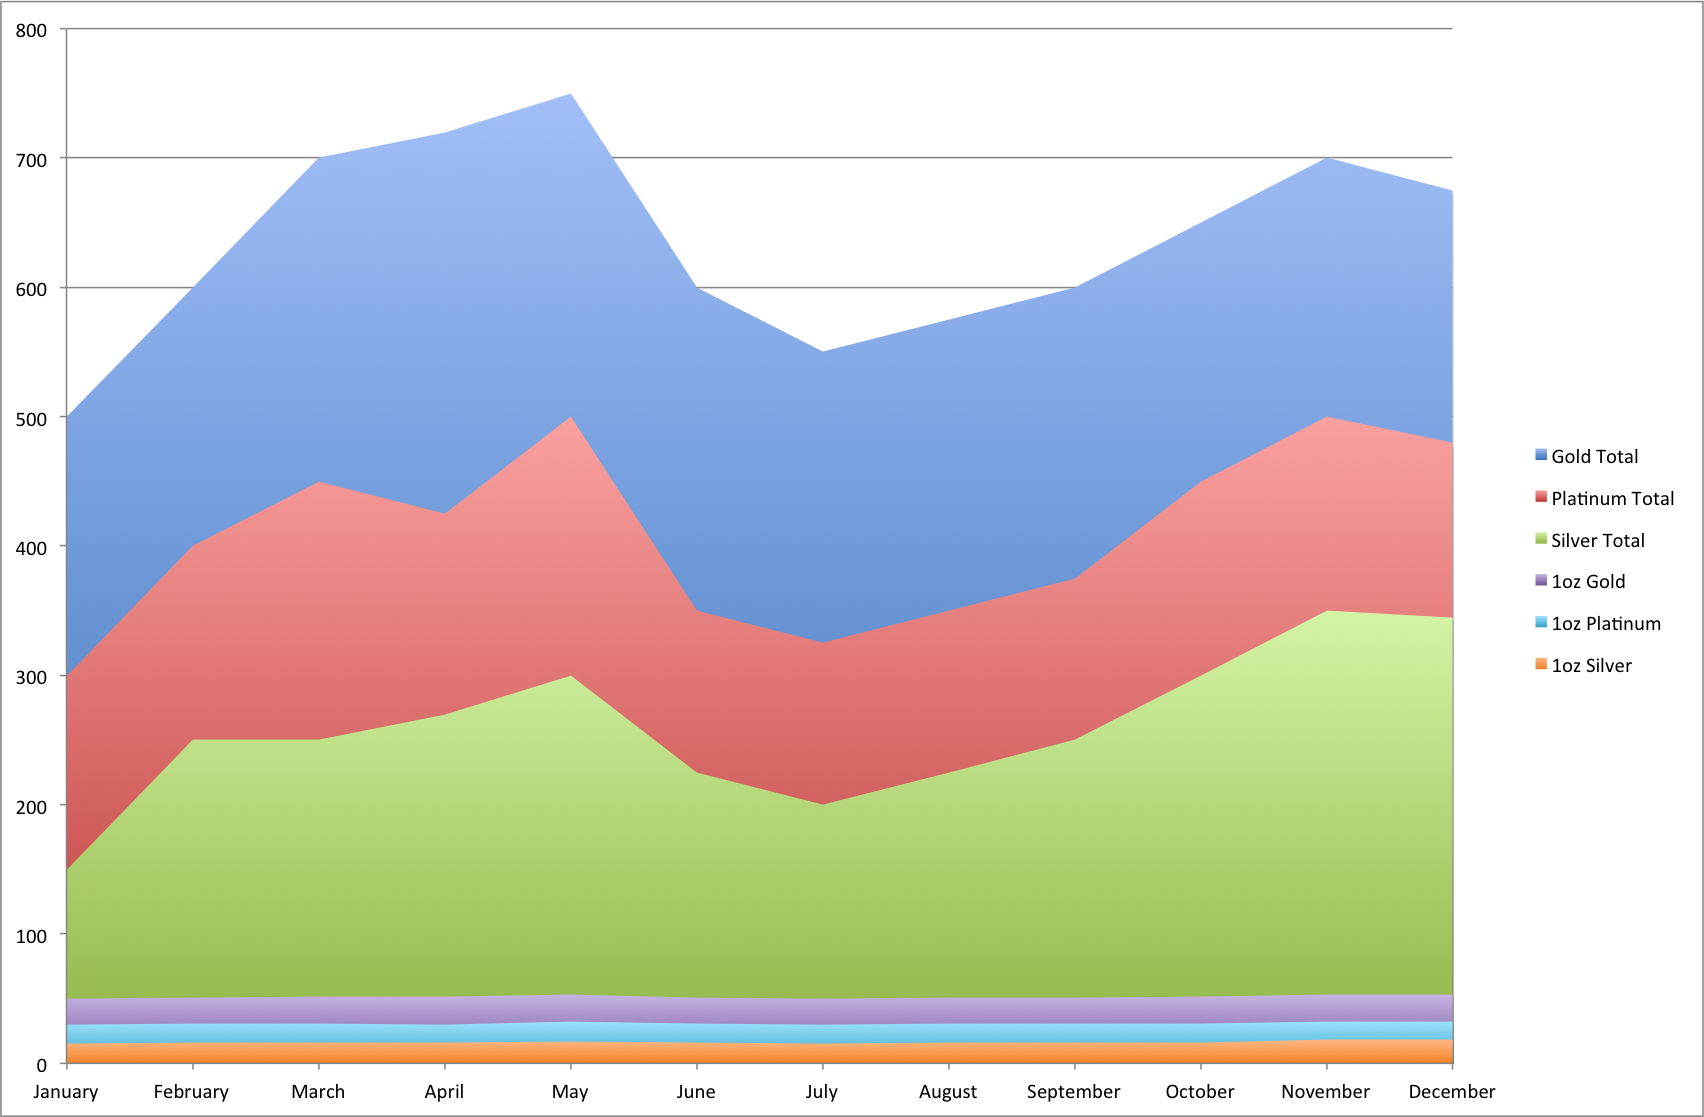 800
700
600
500
400
300
200
100
0
January February March April May June July August September October November December
Gold Total
Platinum Total
Silver Total
1oz Gold
1oz Platinum
1oz Silver